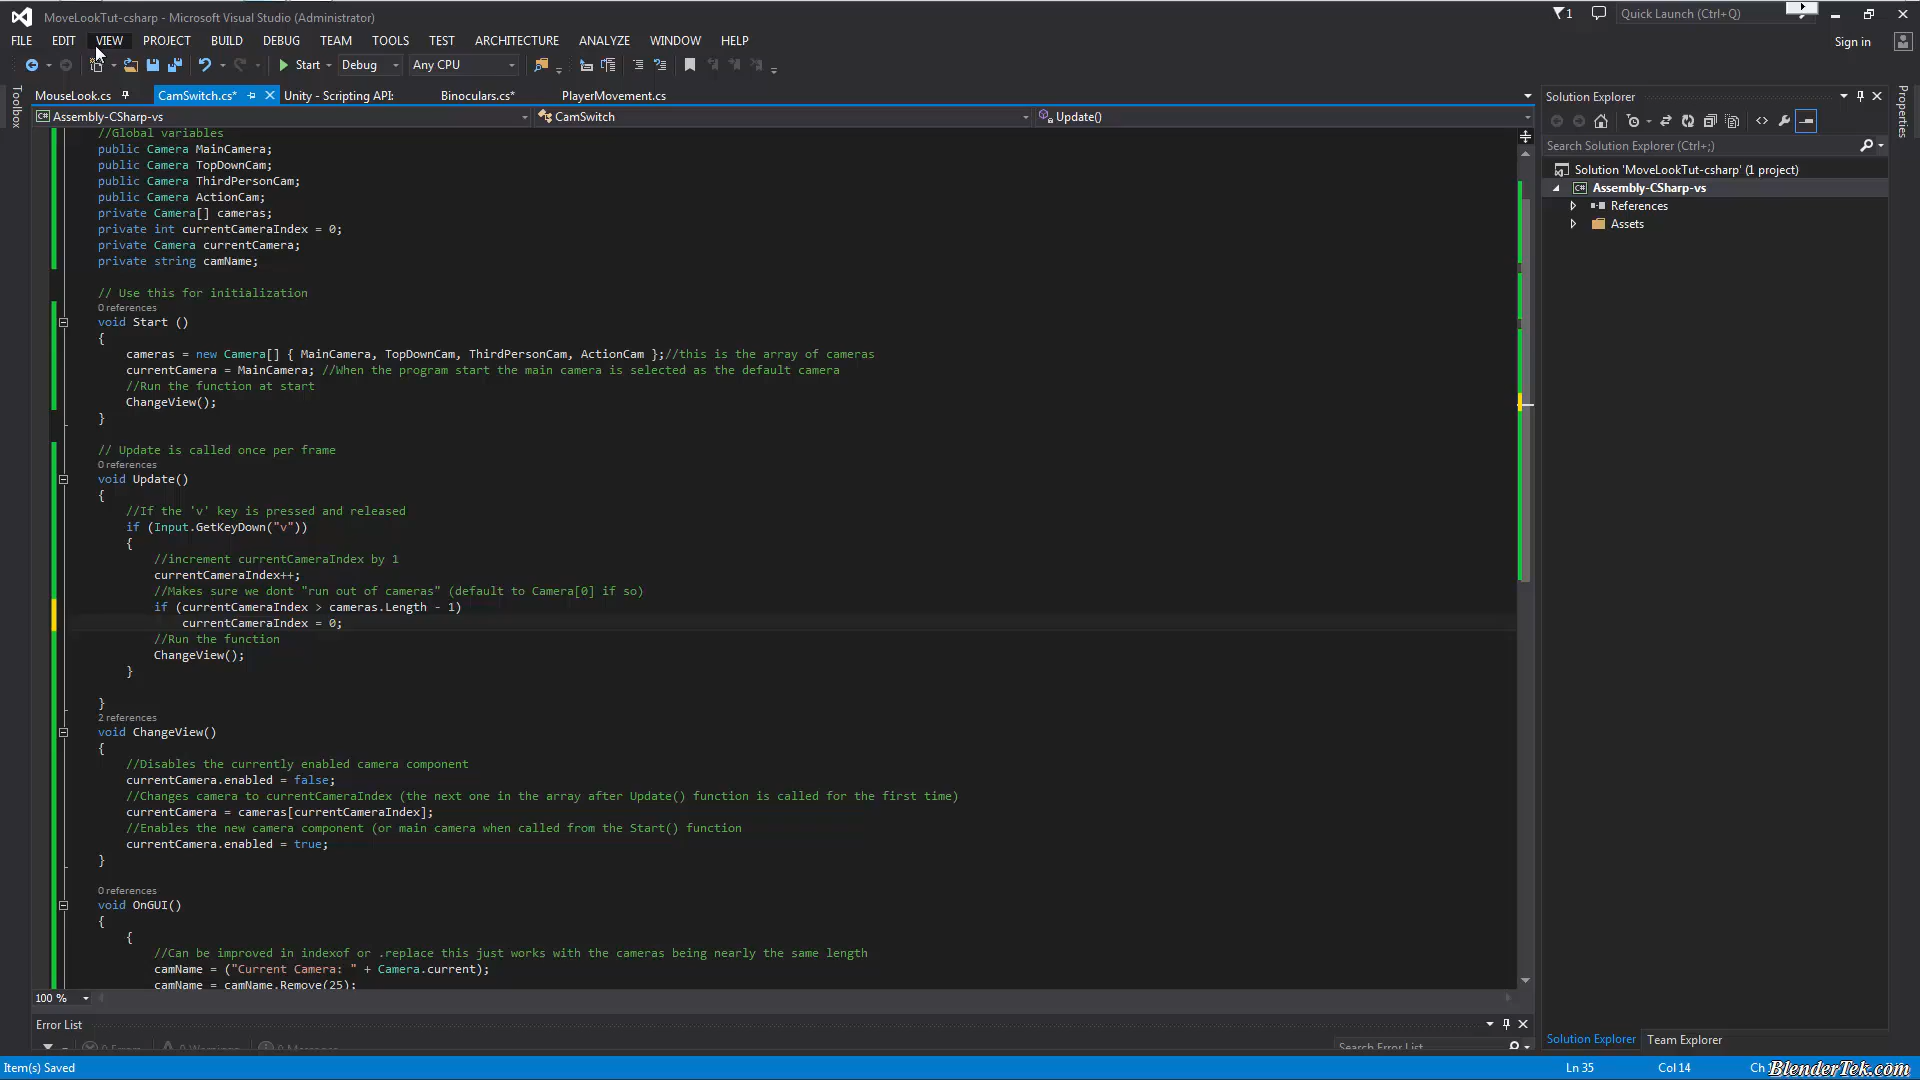 MoveLookTut-csharp - Microsoft Visual Studio (Administrator)
1
Quick Launch (Ctrl+Q)
FILE EDIT VIEW PROJECT BUILD DEBUG TEAM TOOLS TEST ARCHITECTURE ANALYZE WINDOW HELP
Sign in
Start Debug Any CPU
Toolbox
MouseLook.cs CamSwitch.cs* Unity - Scripting API: Binoculars.cs* PlayerMovement.cs
Assembly-CSharp-vs CamSwitch Update()
//Global variables
public Camera MainCamera;
public Camera TopDownCam;
public Camera ThirdPersonCam;
public Camera ActionCam;
private Camera[] cameras;
private int currentCameraIndex = 0;
private Camera currentCamera;
private string camName;
// Use this for initialization
0 references
void Start ()
{
cameras = new Camera[] { MainCamera, TopDownCam, ThirdPersonCam, ActionCam };//this is the array of cameras
currentCamera = MainCamera; //When the program start the main camera is selected as the default camera
//Run the function at start
ChangeView();
}
// Update is called once per frame
0 references
void Update()
{
//If the 'v' key is pressed and released
if (Input.GetKeyDown("v"))
{
//increment currentCameraIndex by 1
currentCameraIndex++;
//Makes sure we dont "run out of cameras" (default to Camera[0] if so)
if (currentCameraIndex > cameras.Length - 1)
currentCameraIndex = 0;
//Run the function
ChangeView();
}
}
2 references
void ChangeView()
{
//Disables the currently enabled camera component
currentCamera.enabled = false;
//Changes camera to currentCameraIndex (the next one in the array after Update() function is called for the first time)
currentCamera = cameras[currentCameraIndex];
//Enables the new camera component (or main camera when called from the Start() function
currentCamera.enabled = true;
}
0 references
void OnGUI()
{
{
//Can be improved in indexof or .replace this just works with the cameras being nearly the same length
camName = ("Current Camera: " + Camera.current);
camName = camName.Remove(25);
100 %
Error List
0 Errors 0 Warnings 0 Messages
Search Error List
Solution Explorer
Search Solution Explorer (Ctrl+;)
Solution 'MoveLookTut-csharp' (1 project)
Assembly-CSharp-vs
References
Assets
Properties
Solution Explorer Team Explorer
Item(s) Saved
Ln 35 Col 14
BlenderTek.com